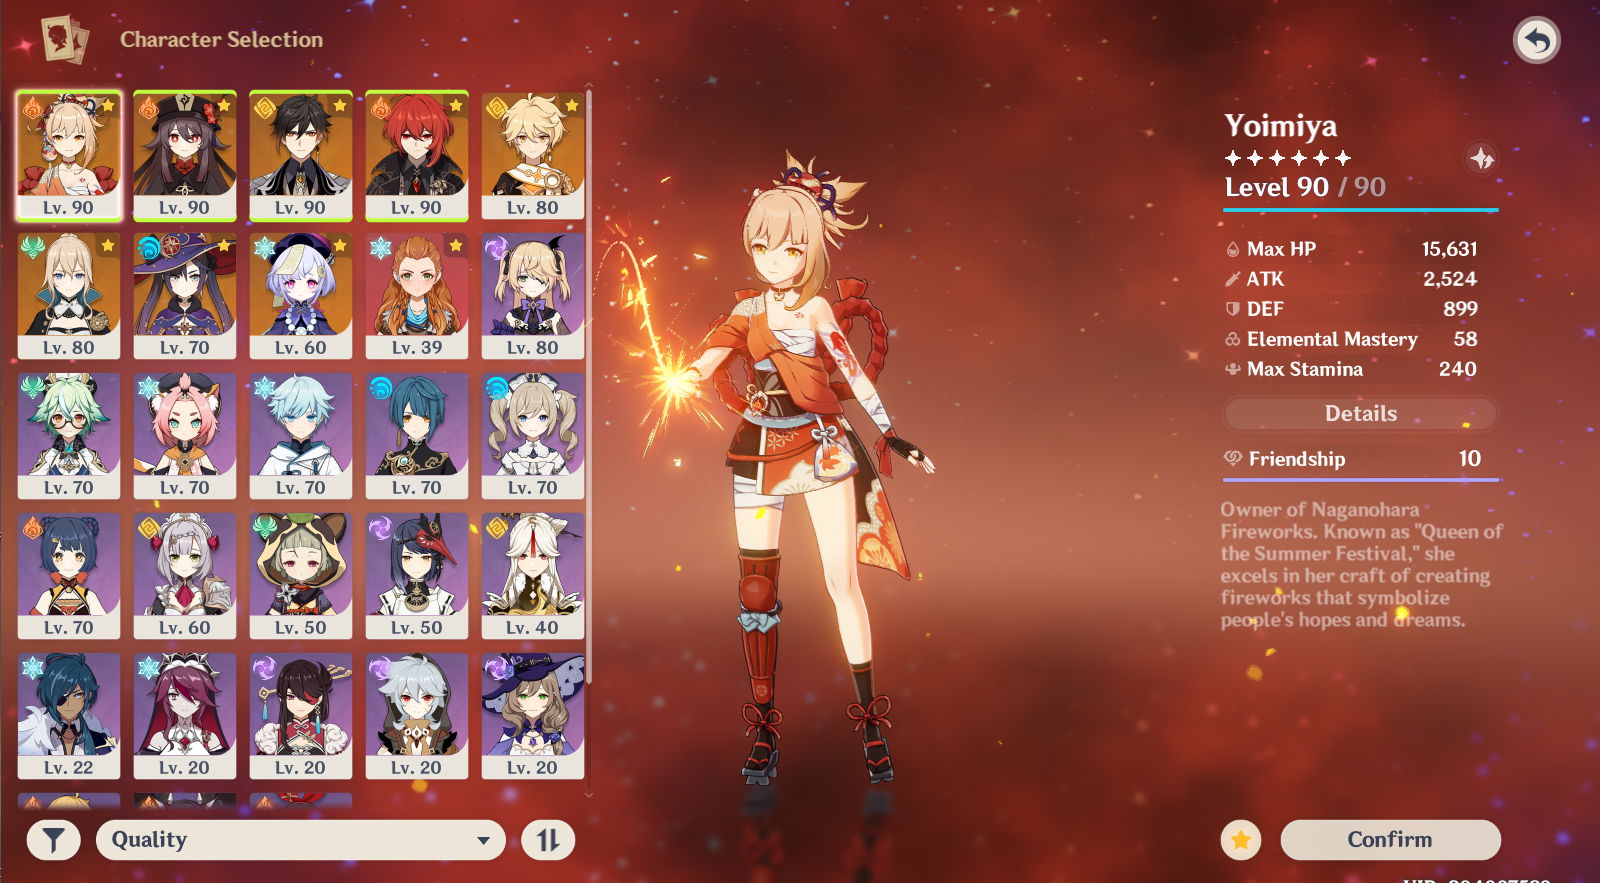 Character Selection
Lv. 90
Lv. 90
Lv. 90
Lv. 90
Lv. 80
Lv. 80
Lv. 70
Lv. 60
Lv. 39
Lv. 80
Lv. 70
Lv. 70
Lv. 70
Lv. 70
Lv. 70
Lv. 70
Lv. 60
Lv. 50
Lv. 50
Lv. 40
Lv. 22
Lv. 20
Lv. 20
Lv. 20
Lv. 20
Quality
Yoimiya
Level 90 / 90
Max HP 15,631
ATK 2,524
DEF 899
Elemental Mastery 58
Max Stamina 240
Details
Friendship 10
Owner of Naganohara
Fireworks. Known as "Queen of
the Summer Festival," she
excels in her craft of creating
fireworks that symbolize
people's hopes and dreams.
Confirm